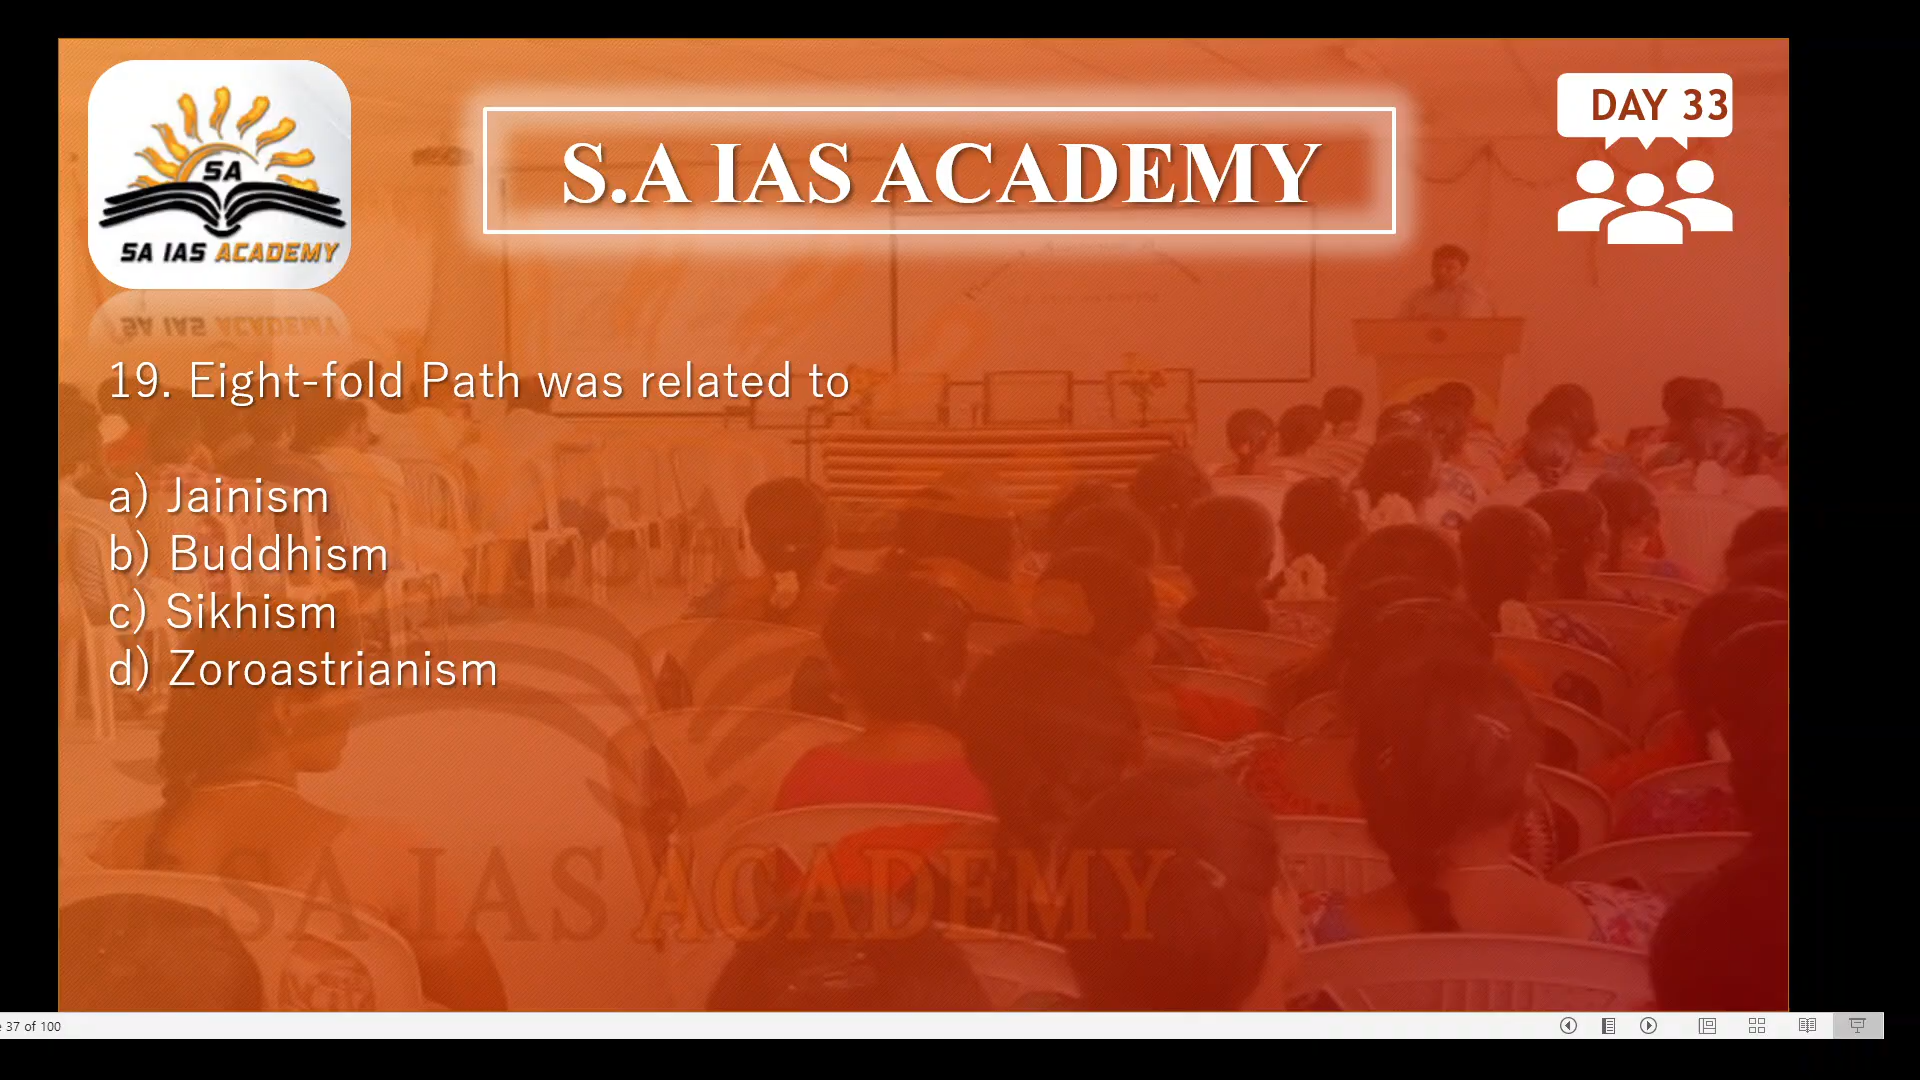 SA
SA IAS ACADEMY
S.A IAS ACADEMY
DAY 33
19. Eight-fold Path was related to
a) Jainism
b) Buddhism
c) Sikhism
d) Zoroastrianism
SA IAS ACADEMY
37 of 100